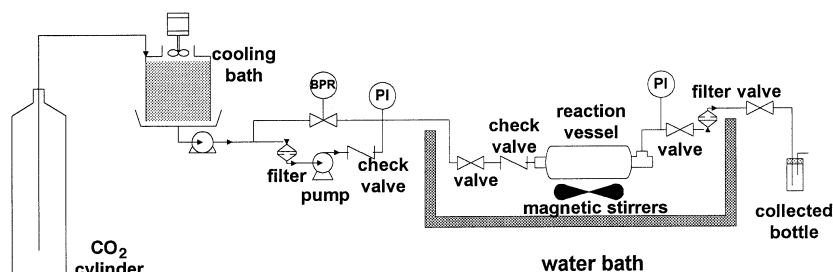 cooling
bath
BPR
PI
filter
pump
check
valve
CO2
cylinder
valve
check
valve
reaction
vessel
magnetic stirrers
PI
valve
filter valve
collected
bottle
water bath